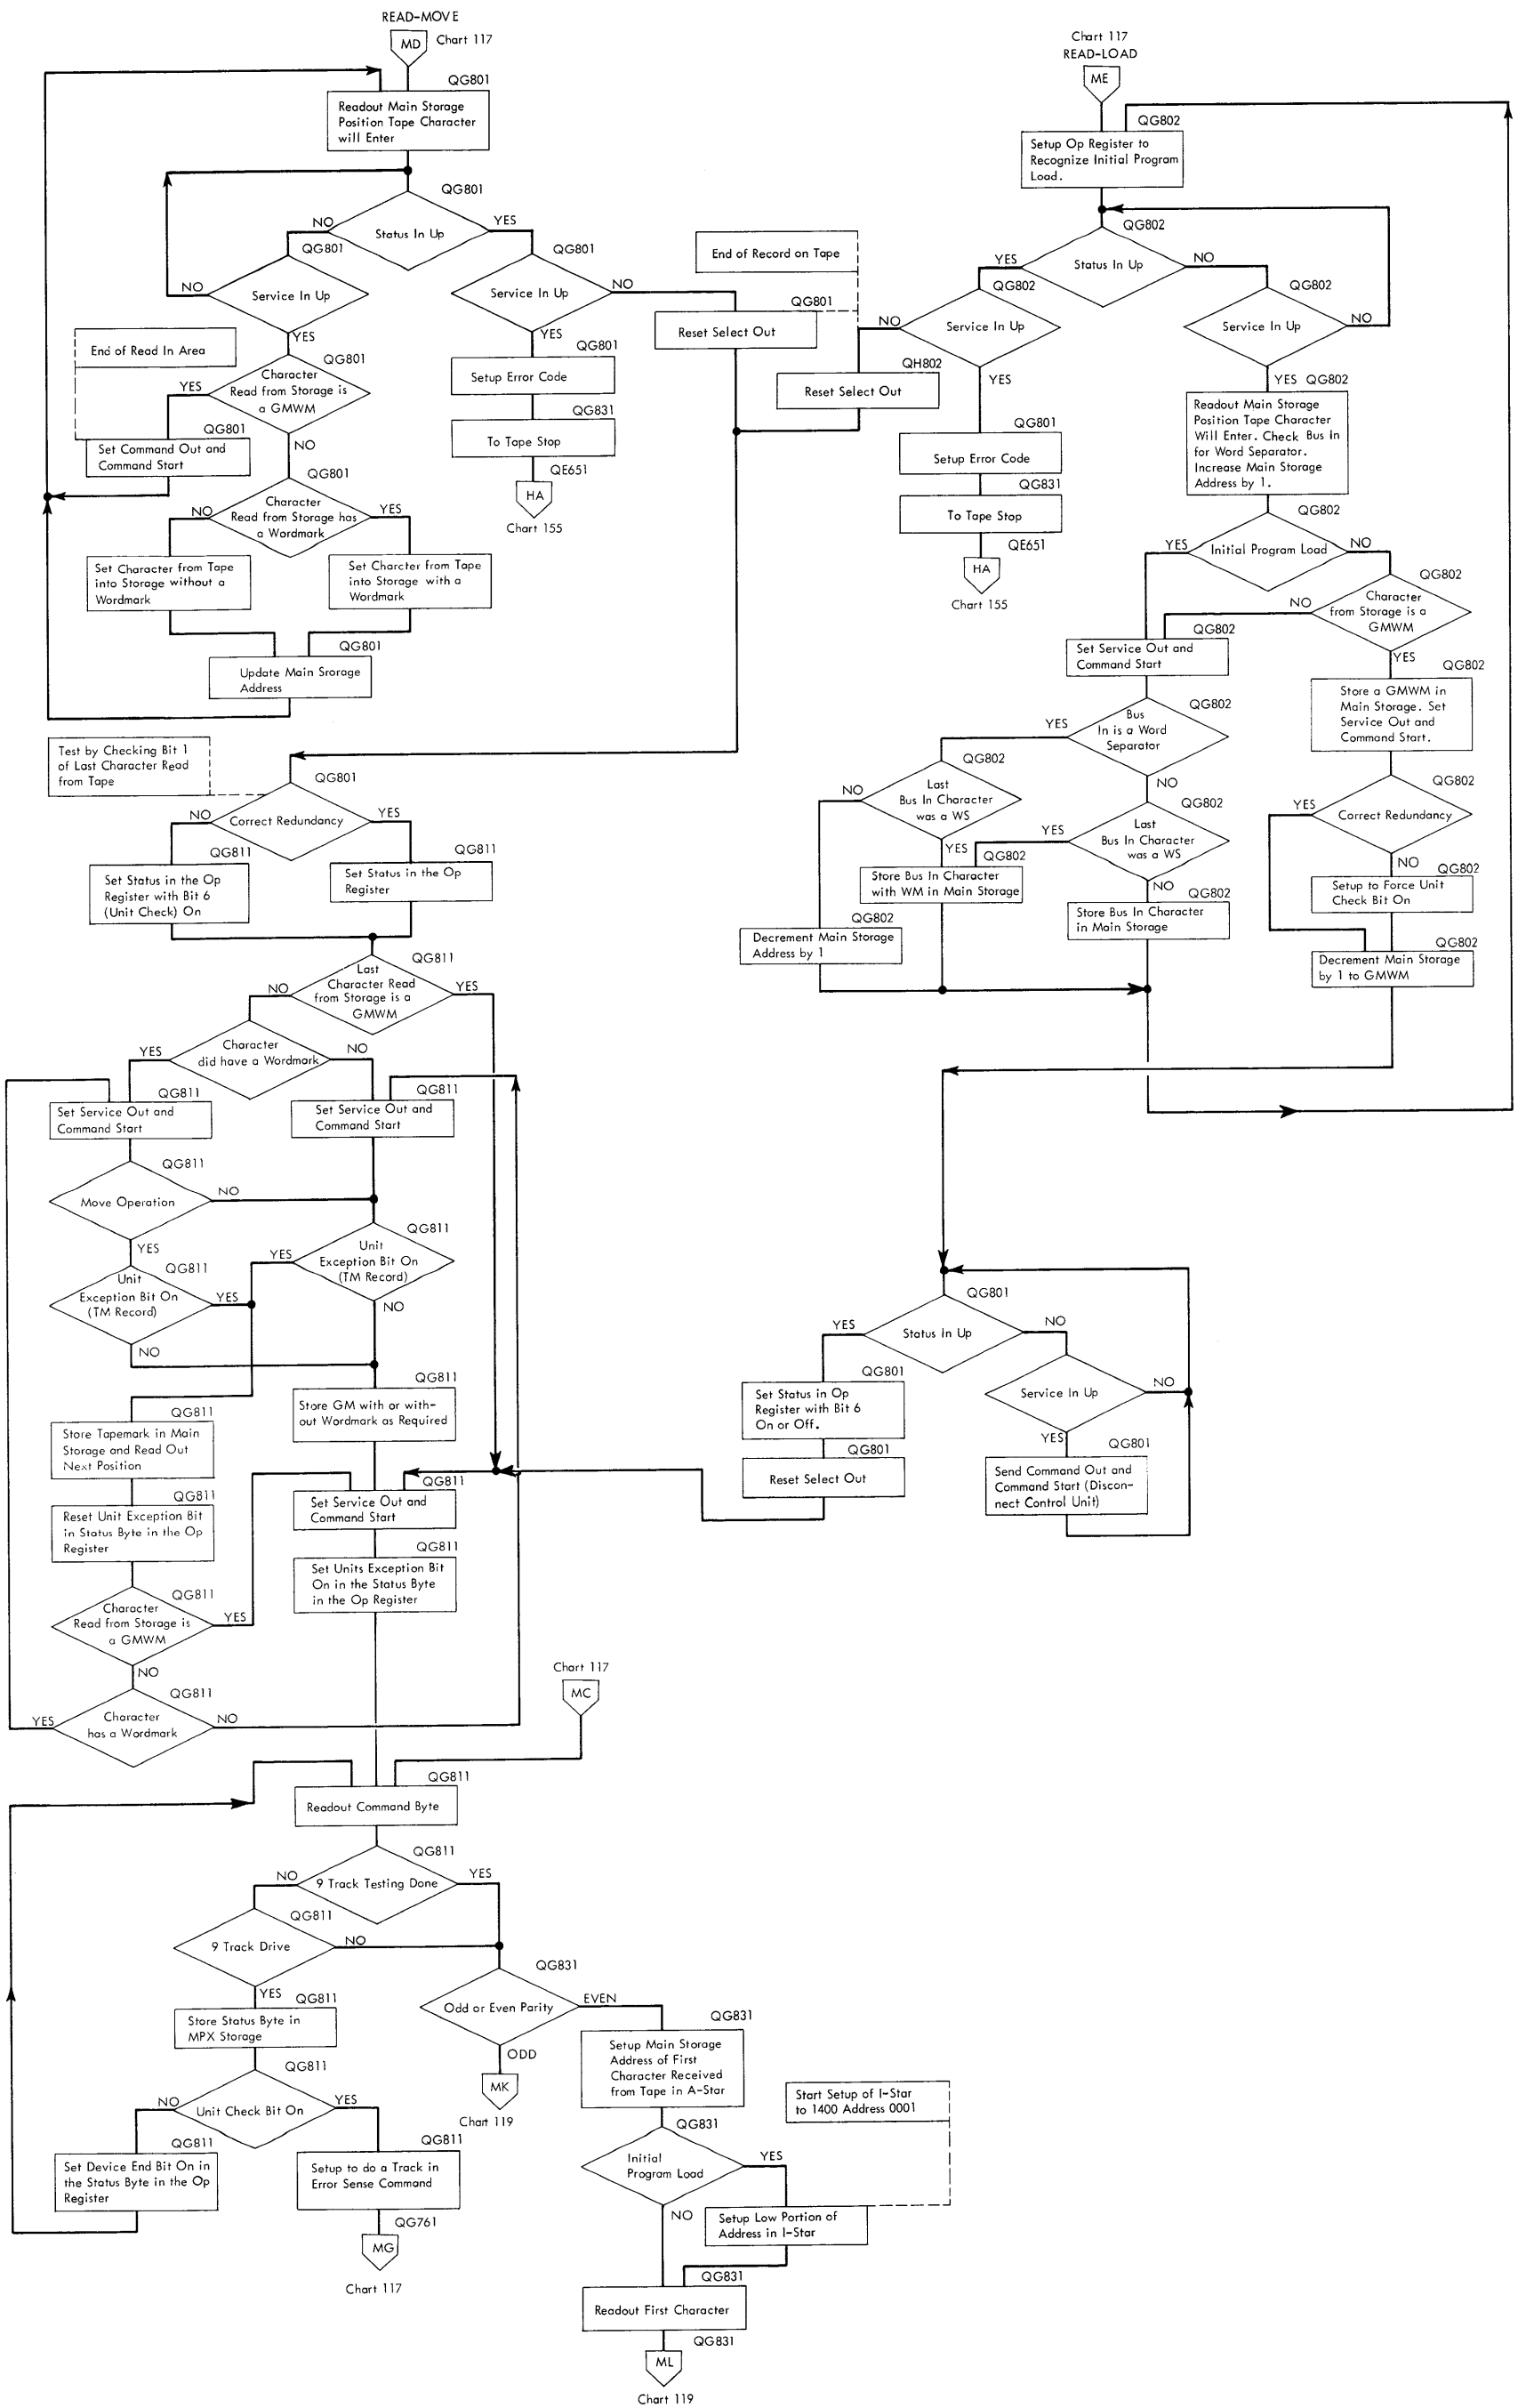 READ-MOVE
MD
Chart 117
QG801
Readout Main Storage
Position Tape Character
will Enter
QG801
Status In Up
NO
YES
QG801
Service In Up
NO
YES
QG801
Service In Up
NO
YES
End of Read In Area
QG801
Character
Read from Storage is
a GMWM
YES
NO
QG801
Set Command Out and
Command Start
QG801
Character
Read from Storage has
a Wordmark
NO
YES
Set Character from Tape
into Storage without a
Wordmark
Set Charcter from Tape
into Storage with a
Wordmark
QG801
Update Main Srorage
Address
QG801
Setup Error Code
QG831
To Tape Stop
QE651
HA
Chart 155
End of Record on Tape
QG801
Reset Select Out
Chart 117
READ-LOAD
ME
QG802
Setup Op Register to
Recognize Initial Program
Load.
QG802
Status In Up
YES
NO
QG802
Service In Up
NO
YES
QH802
Reset Select Out
QG801
Setup Error Code
QG831
To Tape Stop
QE651
HA
Chart 155
QG802
Service In Up
NO
YES
QG802
Readout Main Storage
Position Tape Character
Will Enter. Check Bus In
for Word Separator.
Increase Main Storage
Address by 1.
QG802
Initial Program Load
YES
NO
QG802
Character
from Storage is a
GMWM
NO
YES
QG802
Set Service Out and
Command Start
QG802
Store a GMWM in
Main Storage. Set
Service Out and
Command Start.
QG802
Bus
In is a Word
Separator
YES
NO
QG802
Last
Bus In Character
was a WS
NO
YES
QG802
Last
Bus In Character
was a WS
YES
NO
QG802
Store Bus In Character
with WM in Main Storage
QG802
Decrement Main Storage
Address by 1
QG802
Store Bus In Character
in Main Storage
QG802
Correct Redundancy
YES
NO
QG802
Setup to Force Unit
Check Bit On
QG802
Decrement Main Storage
by 1 to GMWM
Test by Checking Bit 1
of Last Character Read
from Tape
QG801
Correct Redundancy
NO
YES
QG811
Set Status in the Op
Register with Bit 6
(Unit Check) On
QG811
Set Status in the Op
Register
QG811
Last
Character Read
from Storage is a
GMWM
NO
YES
Character
did have a Wordmark
YES
NO
QG811
Set Service Out and
Command Start
QG811
Set Service Out and
Command Start
QG811
Move Operation
NO
YES
QG811
Unit
Exception Bit On
(TM Record)
YES
NO
QG811
Unit
Exception Bit On
(TM Record)
YES
NO
QG811
Store GM with or with-
out Wordmark as Required
QG811
Store Tapemark in Main
Storage and Read Out
Next Position
QG811
Reset Unit Exception Bit
in Status Byte in the Op
Register
QG811
Set Service Out and
Command Start
QG811
Set Units Exception Bit
On in the Status Byte
in the Op Register
QG811
Character
Read from Storage is
a GMWM
YES
NO
QG811
Character
has a Wordmark
YES
NO
QG801
Status In Up
YES
NO
QG801
Set Status in Op
Register with Bit 6
On or Off.
QG801
Reset Select Out
Service In Up
NO
YES
QG801
Send Command Out and
Command Start (Discon-
nect Control Unit)
Chart 117
MC
QG811
Readout Command Byte
QG811
9 Track Testing Done
NO
YES
QG811
9 Track Drive
NO
YES
QG811
Store Status Byte in
MPX Storage
QG811
Unit Check Bit On
NO
YES
QG811
Set Device End Bit On in
the Status Byte in the Op
Register
QG811
Setup to do a Track in
Error Sense Command
QG761
MG
Chart 117
QG831
Odd or Even Parity
EVEN
ODD
MK
Chart 119
QG831
Setup Main Storage
Address of First
Character Received
from Tape in A-Star
Start Setup of I-Star
to 1400 Address 0001
QG831
Initial
Program Load
YES
NO
Setup Low Portion of
Address in I-Star
QG831
Readout First Character
QG831
ML
Chart 119